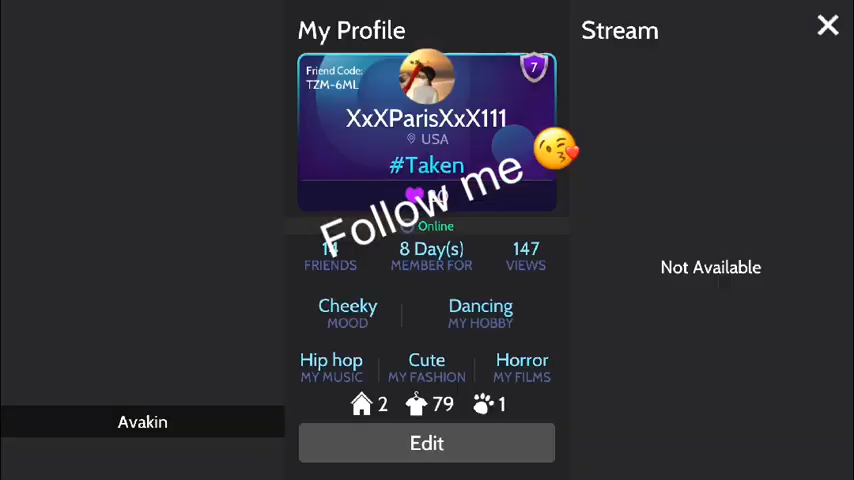 My Profile
Stream
Friend Code:
TZM-6ML
7
XxXParisXxX111
USA
#Taken
Follow me
Online
14
8 Day(s)
147
FRIENDS
MEMBER FOR
VIEWS
Cheeky
Dancing
MOOD
MY HOBBY
Not Available
Hip hop
Cute
Horror
MY MUSIC
MY FASHION
MY FILMS
2
79
1
Avakin
Edit